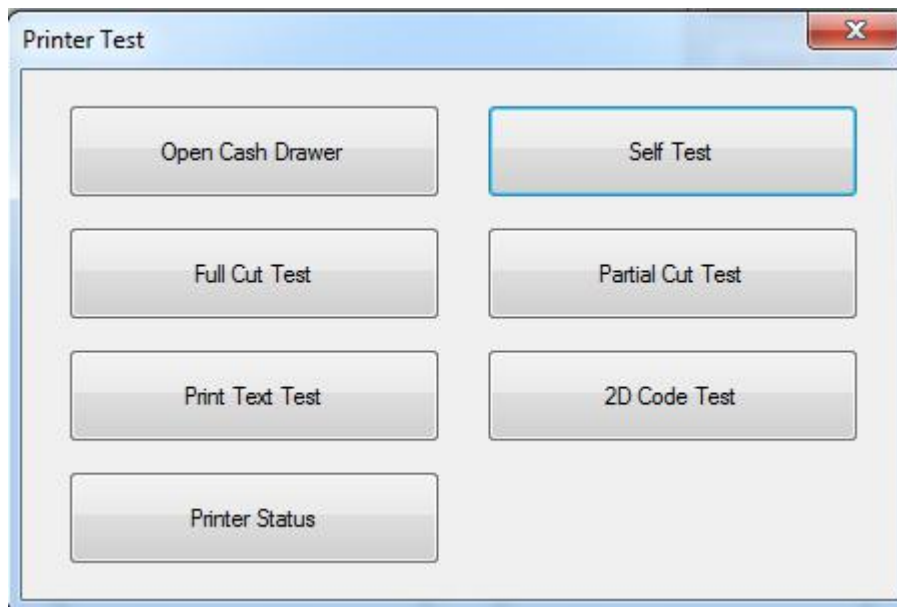 Printer Test
Open Cash Drawer
Self Test
Full Cut Test
Partial Cut Test
Print Text Test
2D Code Test
Printer Status